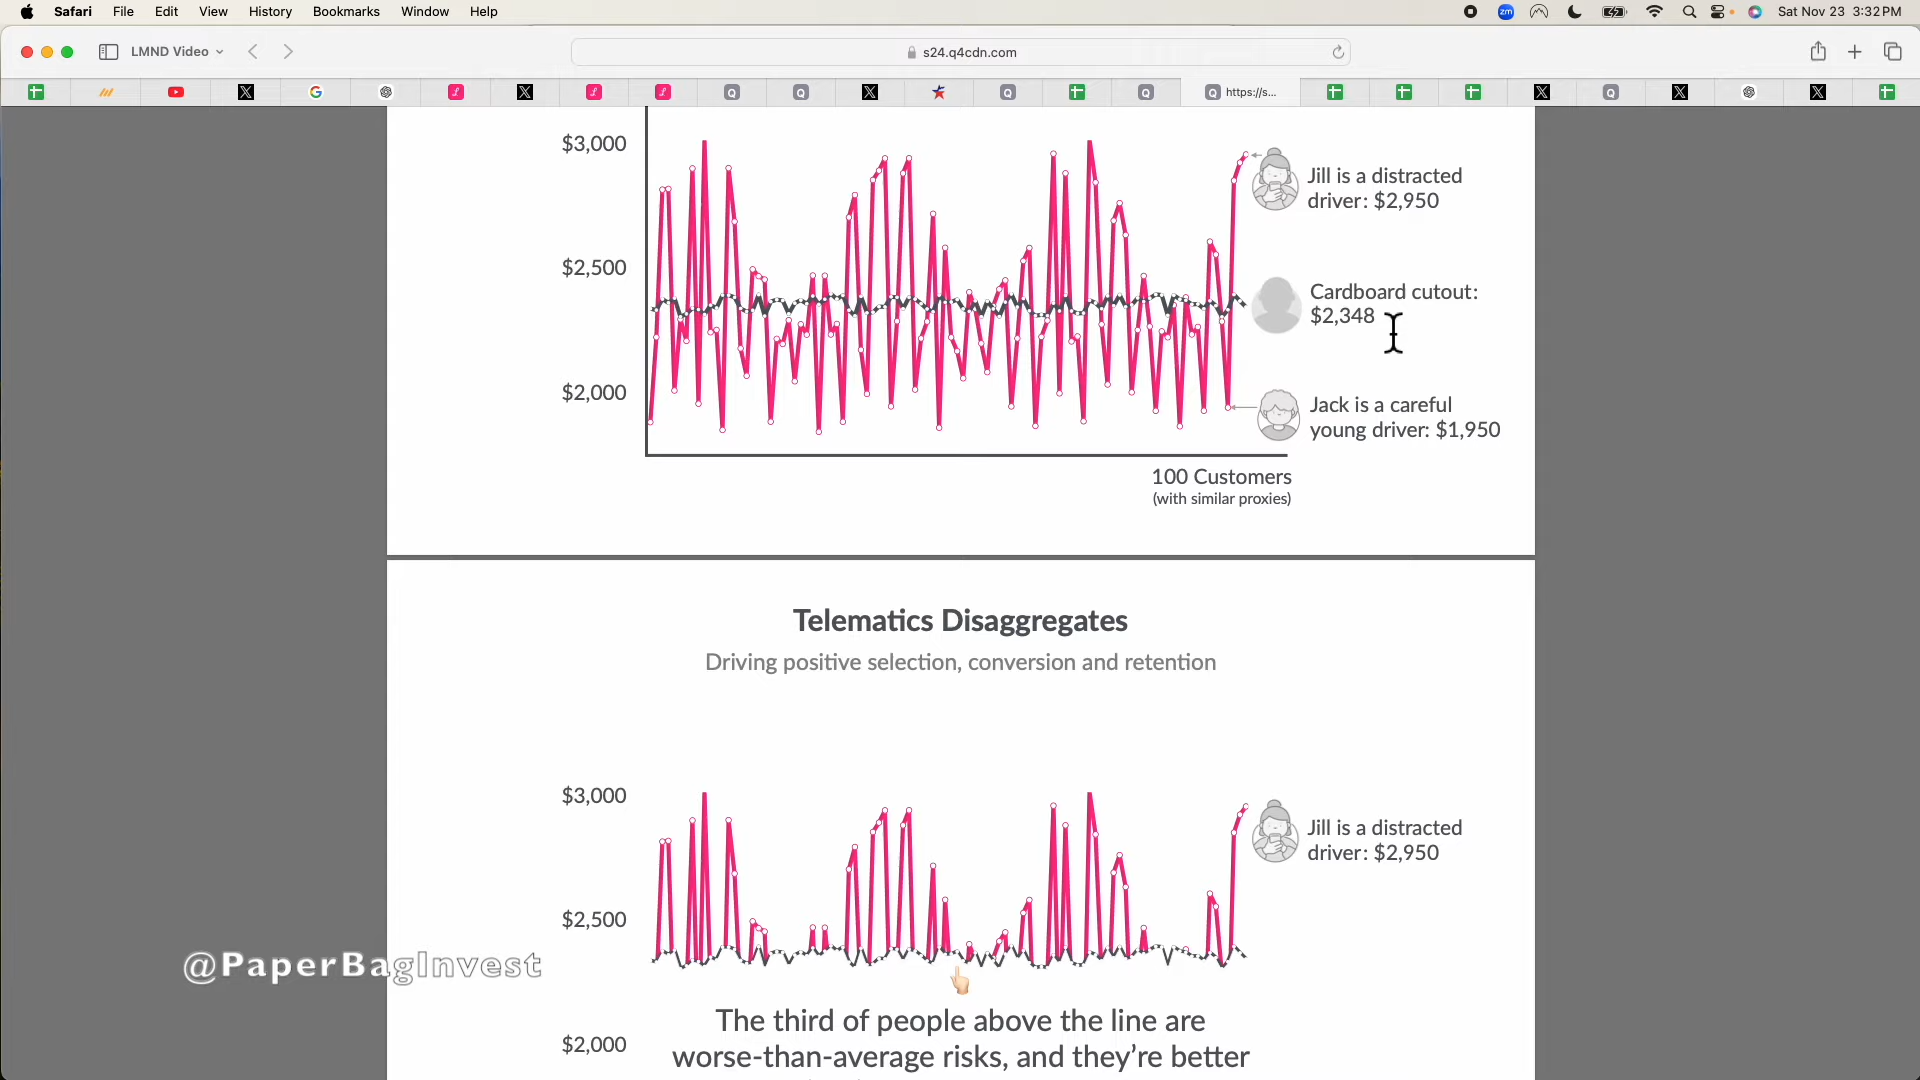 Safari File Edit View History Bookmarks Window Help
zm
Sat Nov 23 3:32 PM
LMND Video
s24.q4cdn.com
https://s...
$3,000
$2,500
$2,000
Jill is a distracted
driver: $2,950
Cardboard cutout:
$2,348
Jack is a careful
young driver: $1,950
100 Customers
(with similar proxies)
Telematics Disaggregates
Driving positive selection, conversion and retention
$3,000
$2,500
$2,000
Jill is a distracted
driver: $2,950
@PaperBagInvest
The third of people above the line are
worse-than-average risks, and they’re better